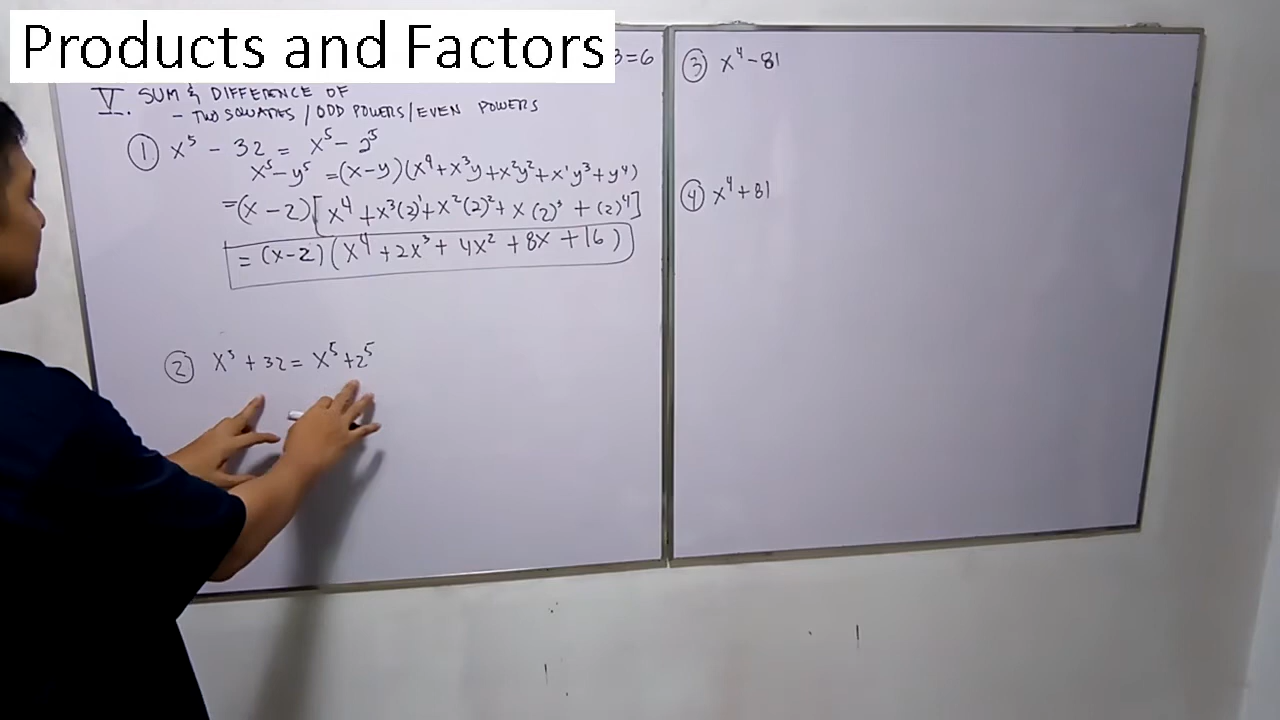 Products and Factors
3=6
V. SUM & DIFFERENCE OF
- TWO SQUARES / ODD POWERS / EVEN POWERS
① x⁵ - 32 = x⁵ - 2⁵
x⁵-y⁵ =(x-y)(x⁴+x³y+x²y²+x¹y³+y⁴)
=(x-2)[x⁴+x³(2)¹+x²(2)²+x(2)³+(2)⁴]
= (x-2)(x⁴+2x³+4x²+8x+16)
② x⁵+32= x⁵+2⁵
③ x⁴-81
④ x⁴+81